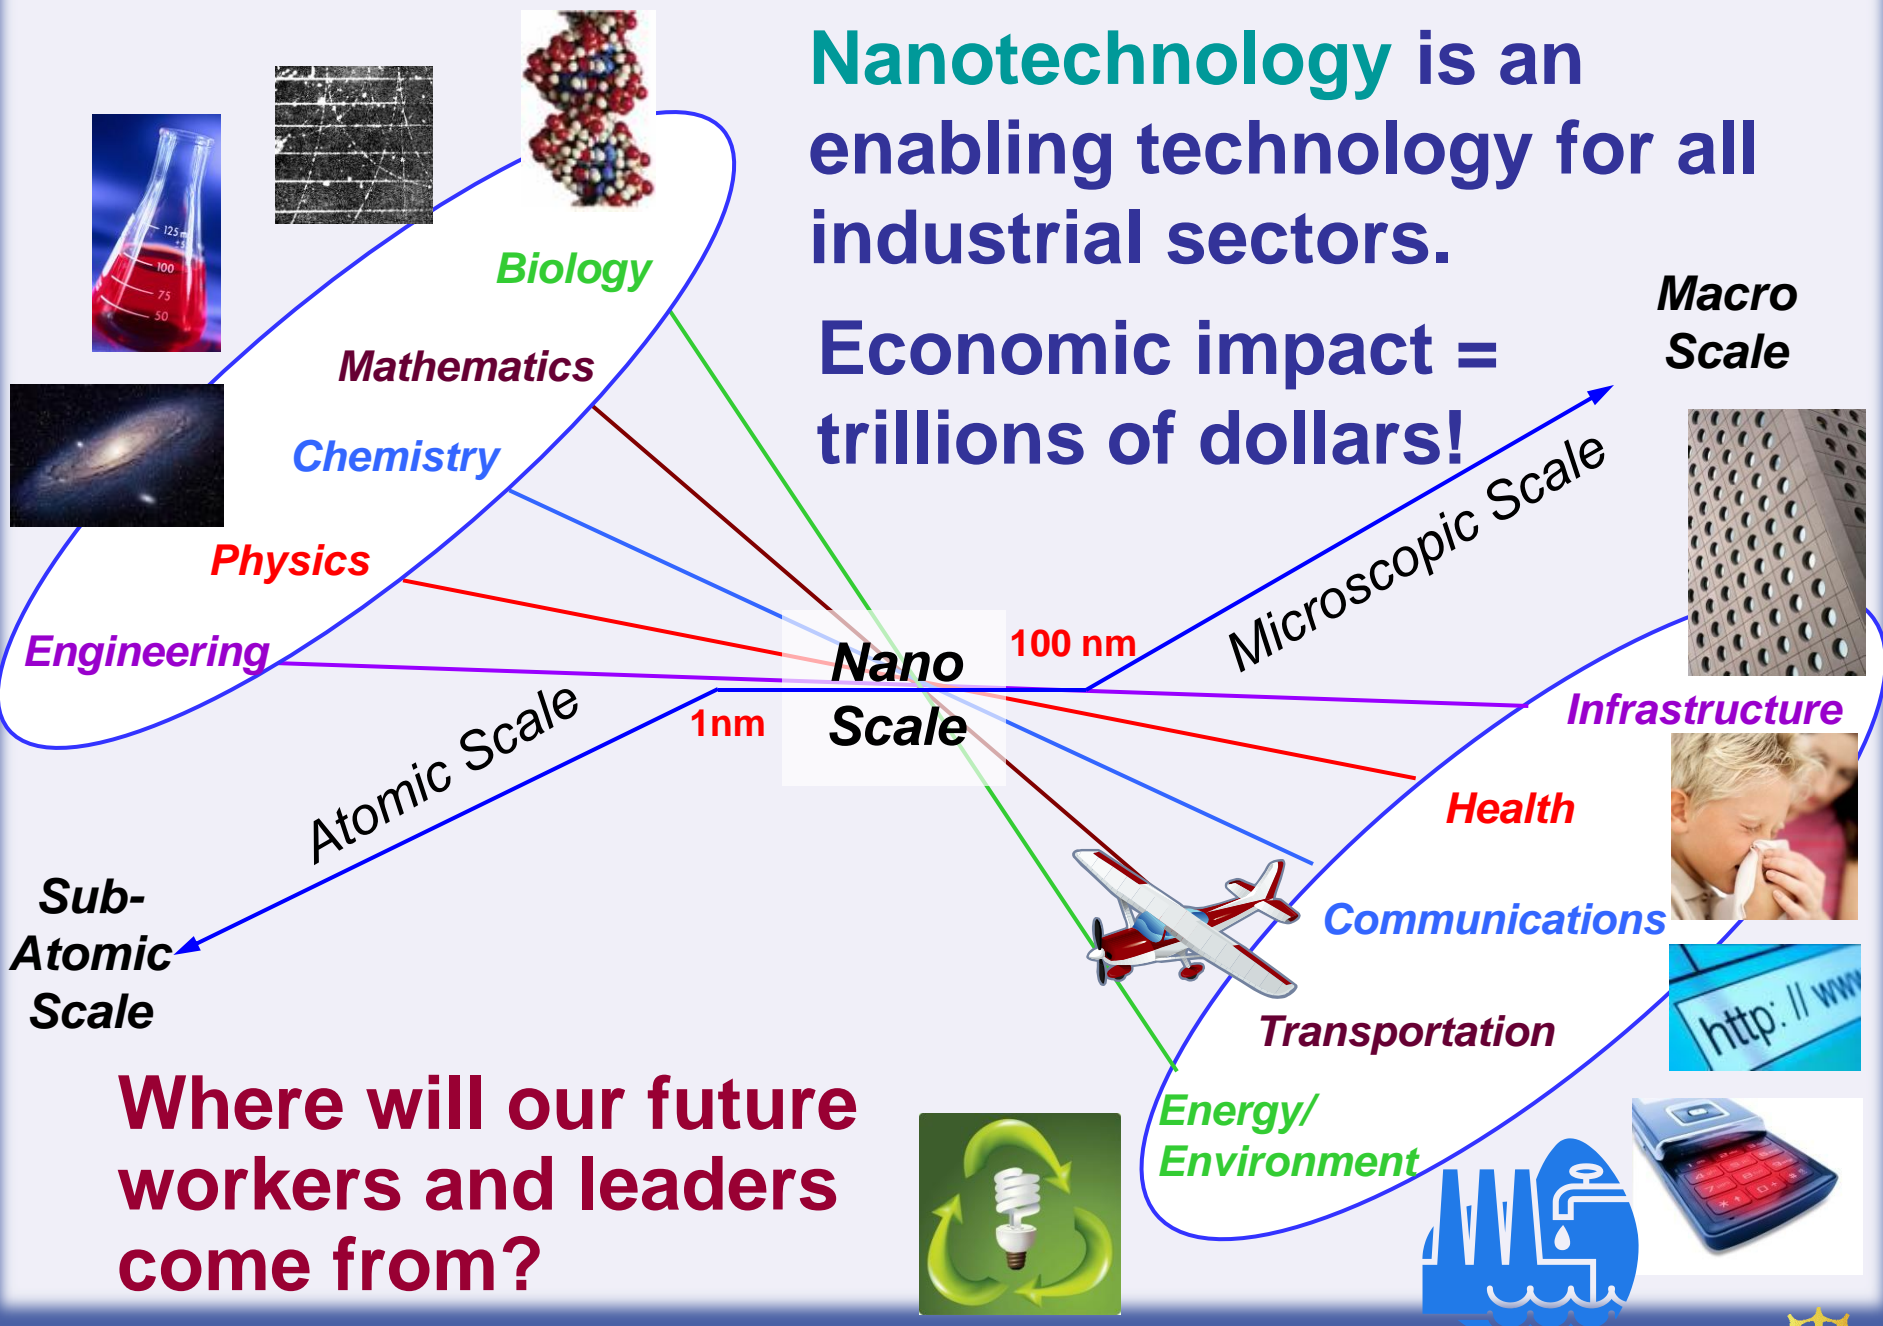 Nanotechnology is an
enabling technology for all
industrial sectors.
Economic impact =
trillions of dollars!
Macro
Scale
Microscopic Scale
Biology
Mathematics
Chemistry
Physics
Engineering
125
100
75
50
Nano
Scale
100 nm
1nm
Atomic Scale
Sub-
Atomic
Scale
Infrastructure
Health
Communications
Transportation
Energy/
Environment
http: // www
Where will our future
workers and leaders
come from?